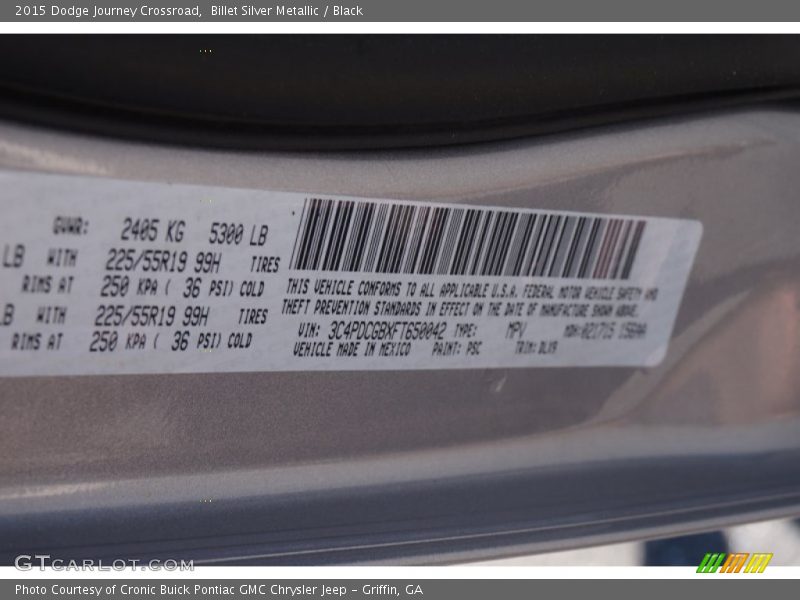 2015 Dodge Journey Crossroad, Billet Silver Metallic / Black
GVWR: 2405 KG 5300 LB
LB WITH 225/55R19 99H TIRES
RIMS AT 250 KPA ( 36 PSI) COLD
LB WITH 225/55R19 99H TIRES
RIMS AT 250 KPA ( 36 PSI) COLD
THIS VEHICLE CONFORMS TO ALL APPLICABLE U.S.A. FEDERAL MOTOR VEHICLE SAFETY AND
THEFT PREVENTION STANDARDS IN EFFECT ON THE DATE OF MANUFACTURE SHOWN ABOVE.
VIN: 3C4PDCGBXFT650042 TYPE: MPV
VEHICLE MADE IN MEXICO PAINT: PSC TRIM: DLX9
GTCARLOT.COM
Photo Courtesy of Cronic Buick Pontiac GMC Chrysler Jeep - Griffin, GA